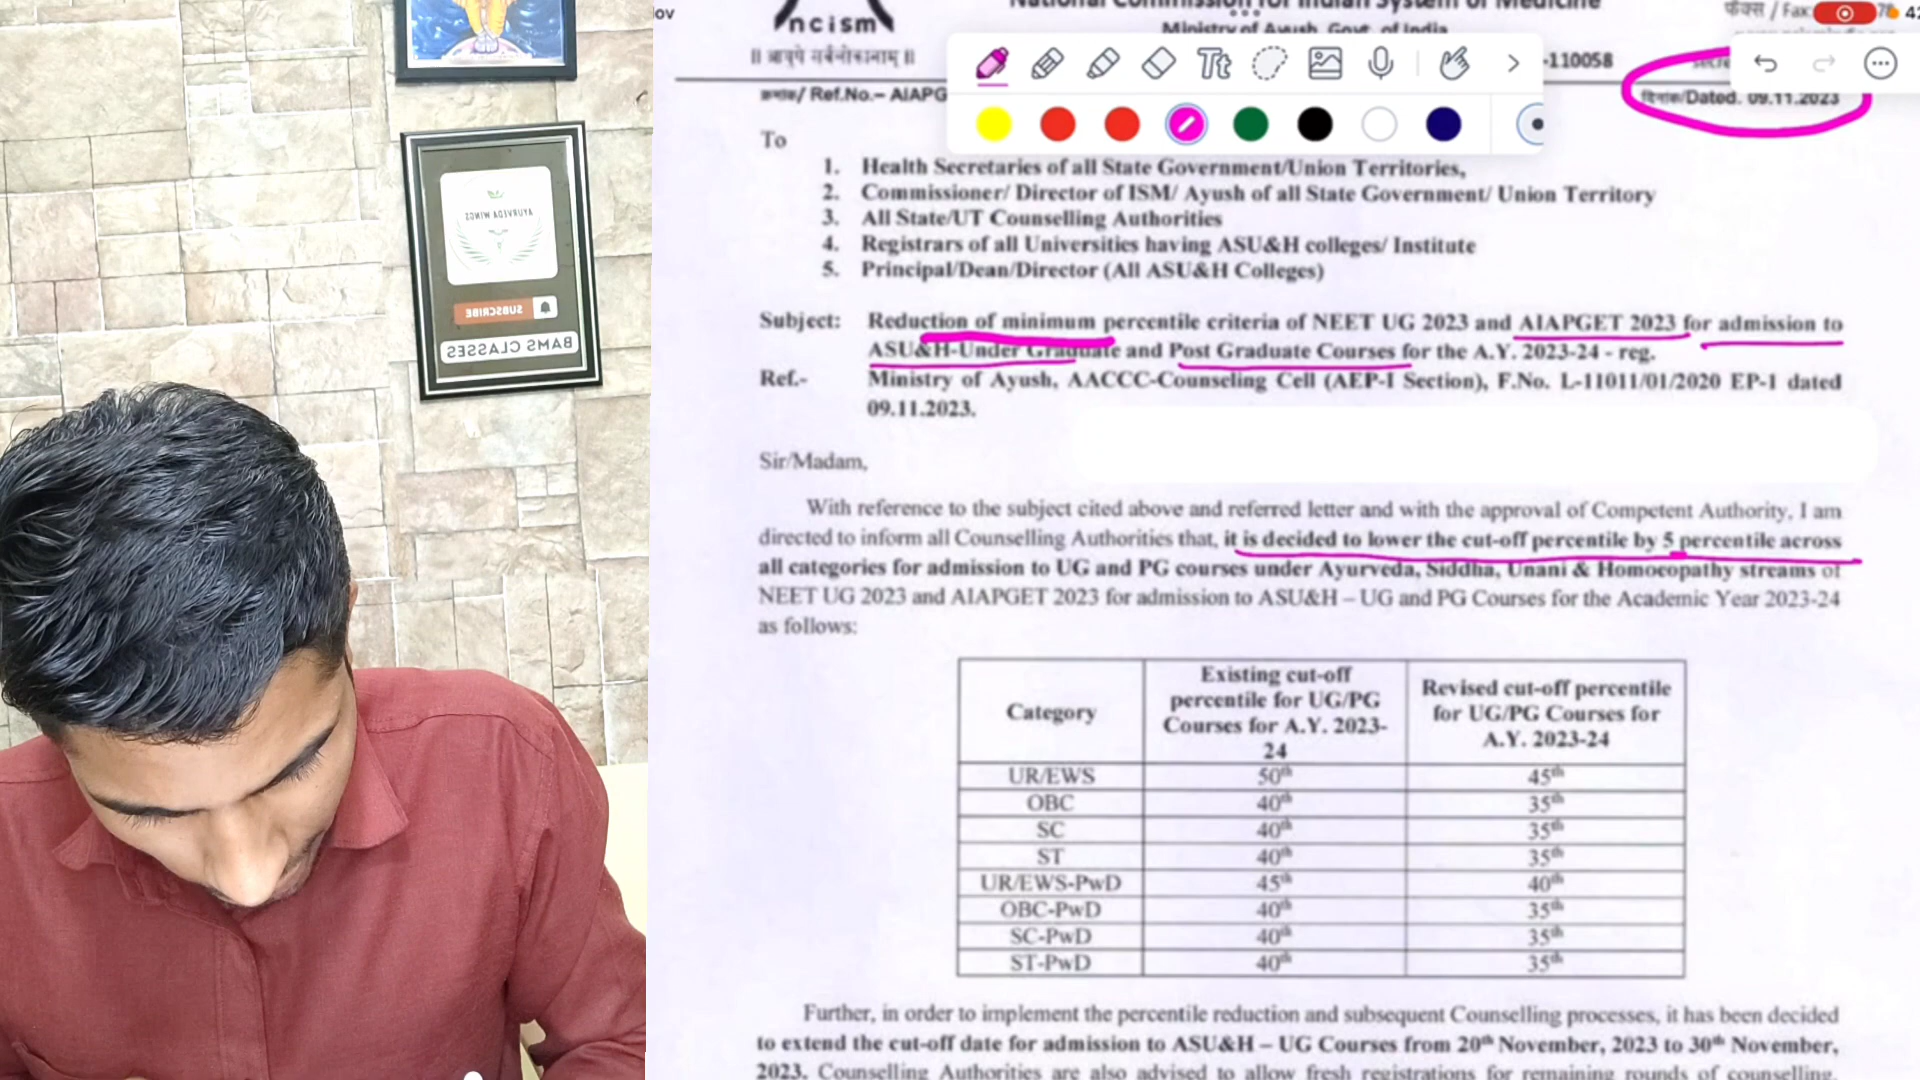 ov
ncism
National Commission for Indian System of Medicine
Ministry of Ayush, Govt. of India
फैक्स / Fax
-110058
क्रमांक/ Ref.No.– AIAPG
दिनांक/Dated. 09.11.2023
Tt
To
1. Health Secretaries of all State Government/Union Territories,
2. Commissioner/ Director of ISM/ Ayush of all State Government/ Union Territory
3. All State/UT Counselling Authorities
4. Registrars of all Universities having ASU&H colleges/ Institute
5. Principal/Dean/Director (All ASU&H Colleges)
Subject: Reduction of minimum percentile criteria of NEET UG 2023 and AIAPGET 2023 for admission to
ASU&H-Under Graduate and Post Graduate Courses for the A.Y. 2023-24 - reg.
Ref.- Ministry of Ayush, AACCC-Counseling Cell (AEP-I Section), F.No. L-11011/01/2020 EP-1 dated
09.11.2023.
Sir/Madam,
With reference to the subject cited above and referred letter and with the approval of Competent Authority, I am
directed to inform all Counselling Authorities that, it is decided to lower the cut-off percentile by 5 percentile across
all categories for admission to UG and PG courses under Ayurveda, Siddha, Unani & Homoeopathy streams of
NEET UG 2023 and AIAPGET 2023 for admission to ASU&H – UG and PG Courses for the Academic Year 2023-24
as follows:
Category Existing cut-off percentile for UG/PG Courses for A.Y. 2023-24 Revised cut-off percentile for UG/PG Courses for A.Y. 2023-24
UR/EWS 50th 45th
OBC 40th 35th
SC 40th 35th
ST 40th 35th
UR/EWS-PwD 45th 40th
OBC-PwD 40th 35th
SC-PwD 40th 35th
ST-PwD 40th 35th
Further, in order to implement the percentile reduction and subsequent Counselling processes, it has been decided
to extend the cut-off date for admission to ASU&H – UG Courses from 20th November, 2023 to 30th November,
2023. Counselling Authorities are also advised to allow fresh registrations for remaining rounds of counselling.
AYURVEDA WINGS
SUBSCRIBE
BAMS CLASSES